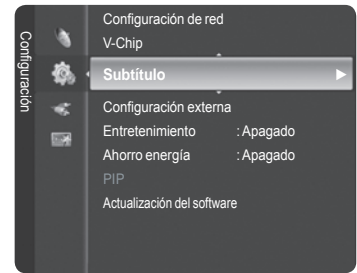 Configuración
Configuración de red
V-Chip
Subtítulo
Configuración externa
Entretenimiento : Apagado
Ahorro energía : Apagado
PIP
Actualización del software